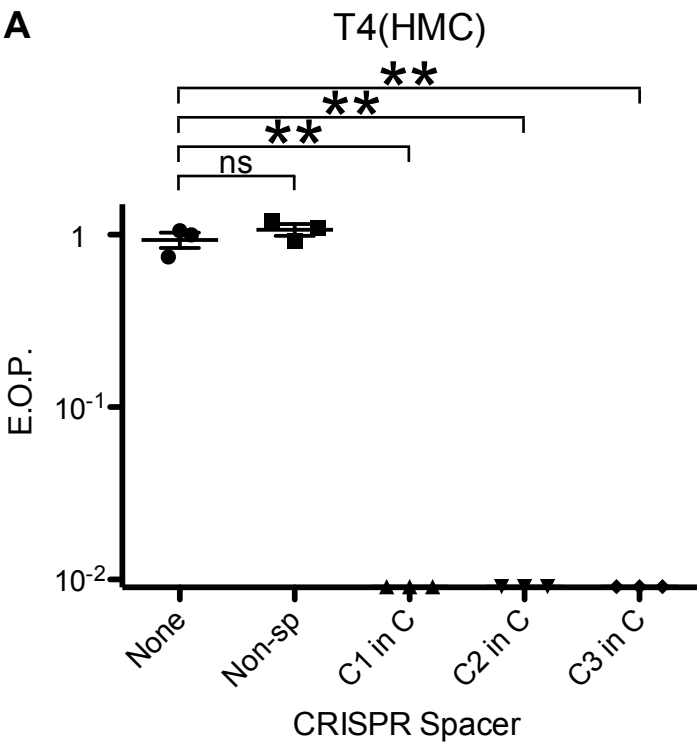 A
T4(HMC)
**
**
**
ns
1
10-1
10-2
E.O.P.
None
Non-sp
C1 in C
C2 in C
C3 in C
CRISPR Spacer